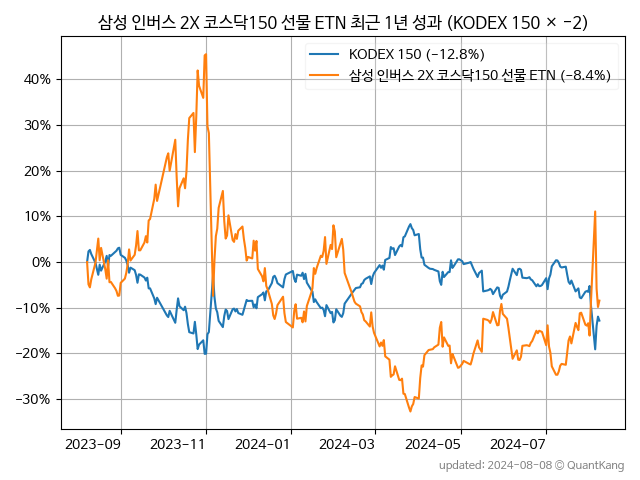 삼성 인버스 2X 코스닥150 선물 ETN 최근 1년 성과 (KODEX 150 × −2)
KODEX 150 (−12.8%)
삼성 인버스 2X 코스닥150 선물 ETN (−8.4%)
40%
30%
20%
10%
0%
−10%
−20%
−30%
2023-09 2023-11 2024-01 2024-03 2024-05 2024-07
updated: 2024-08-08 © QuantKang